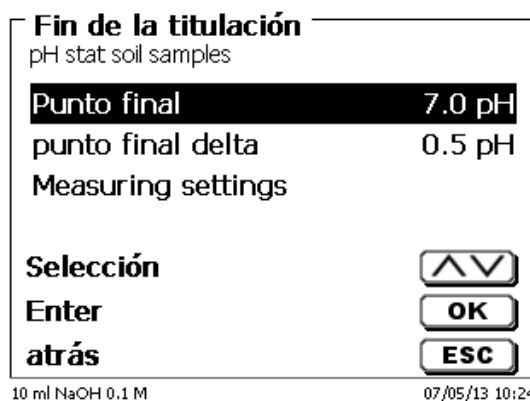 Fin de la titulación
pH stat soil samples
Punto final 7.0 pH
punto final delta 0.5 pH
Measuring settings
Selección
Enter OK
atrás ESC
10 ml NaOH 0.1 M 07/05/13 10:24